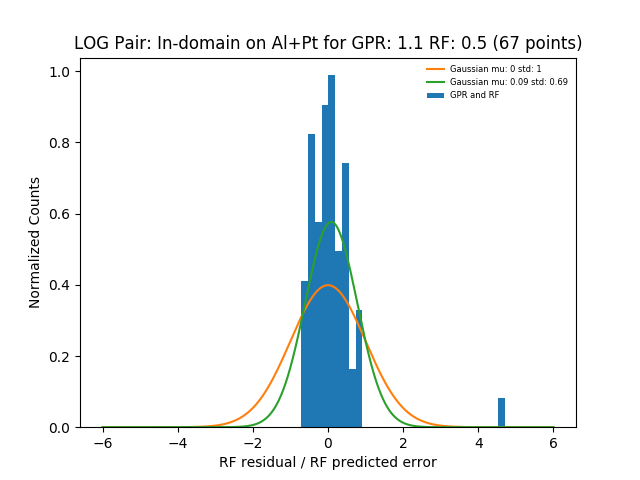 LOG Pair: In-domain on Al+Pt for GPR: 1.1 RF: 0.5 (67 points)
Gaussian mu: 0 std: 1
Gaussian mu: 0.09 std: 0.69
GPR and RF
1.0
0.8
0.6
0.4
0.2
0.0
Normalized Counts
−6 −4 −2 0 2 4 6
RF residual / RF predicted error